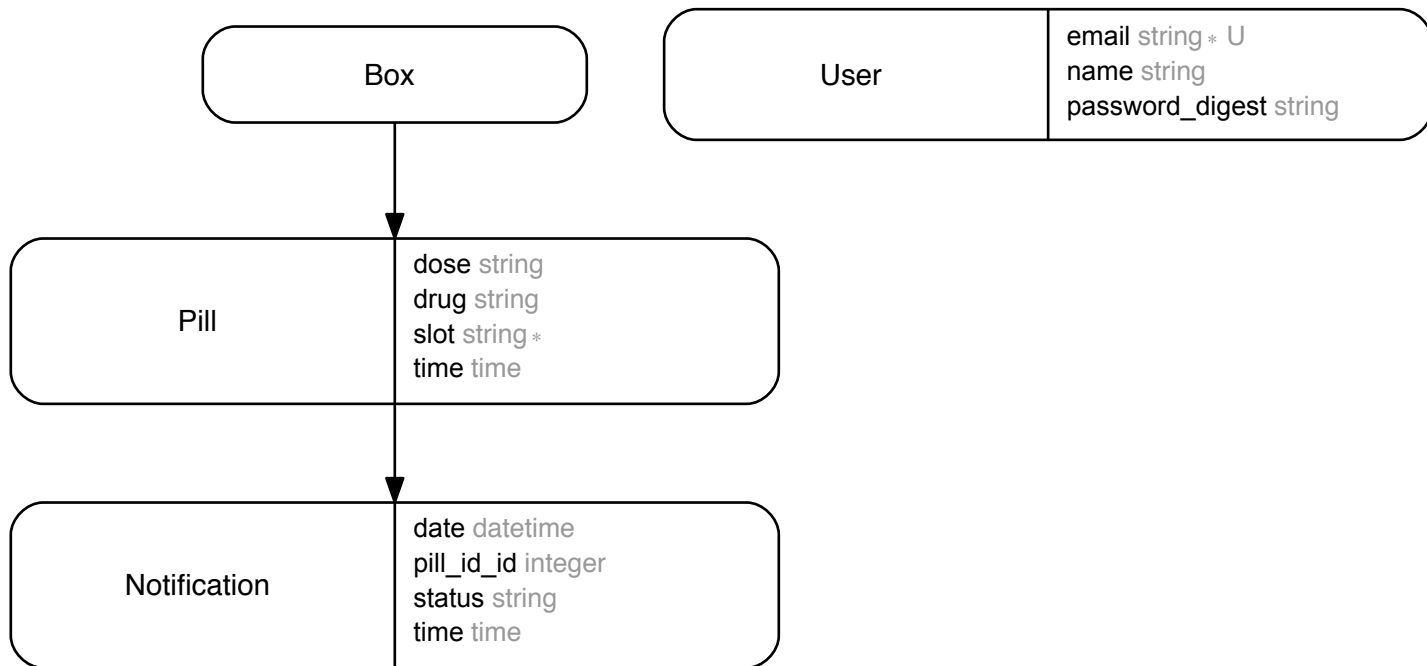 Box
User
email string * U
name string
password_digest string
Pill
dose string
drug string
slot string *
time time
Notification
date datetime
pill_id_id integer
status string
time time